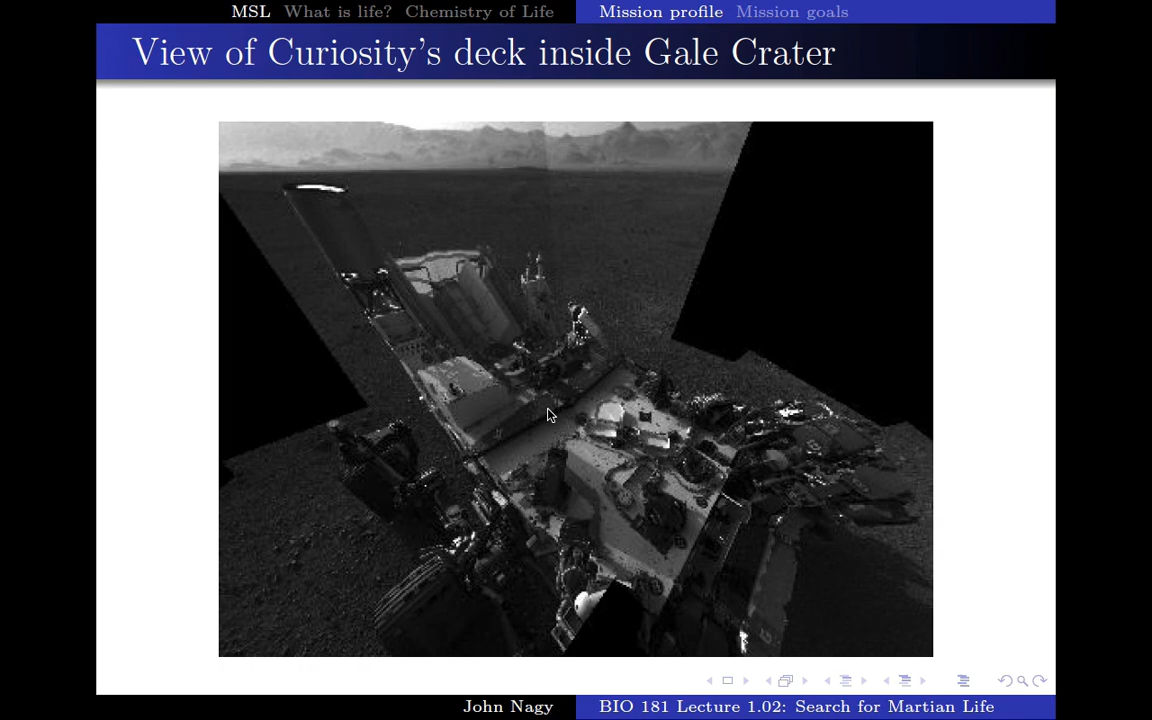 MSL What is life? Chemistry of Life Mission profile Mission goals
View of Curiosity's deck inside Gale Crater
John Nagy BIO 181 Lecture 1.02: Search for Martian Life